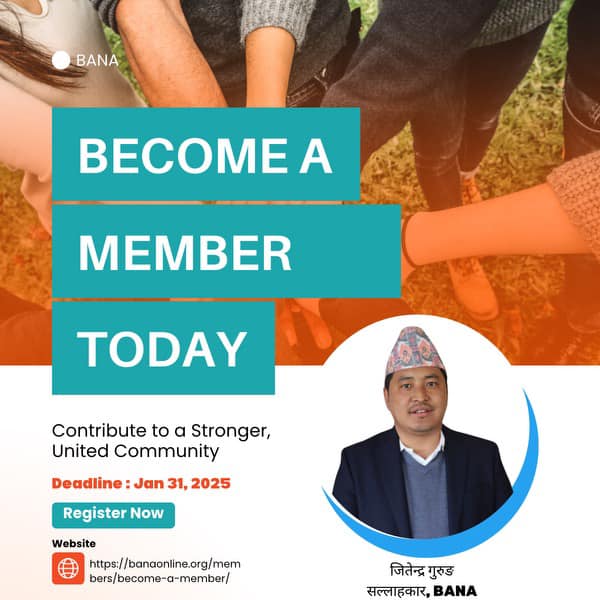 BANA
BECOME A
MEMBER
TODAY
Contribute to a Stronger,
United Community
Deadline : Jan 31, 2025
Register Now
Website
https://banaonline.org/mem
bers/become-a-member/
जितेन्द्र गुरुङ
सल्लाहकार, BANA